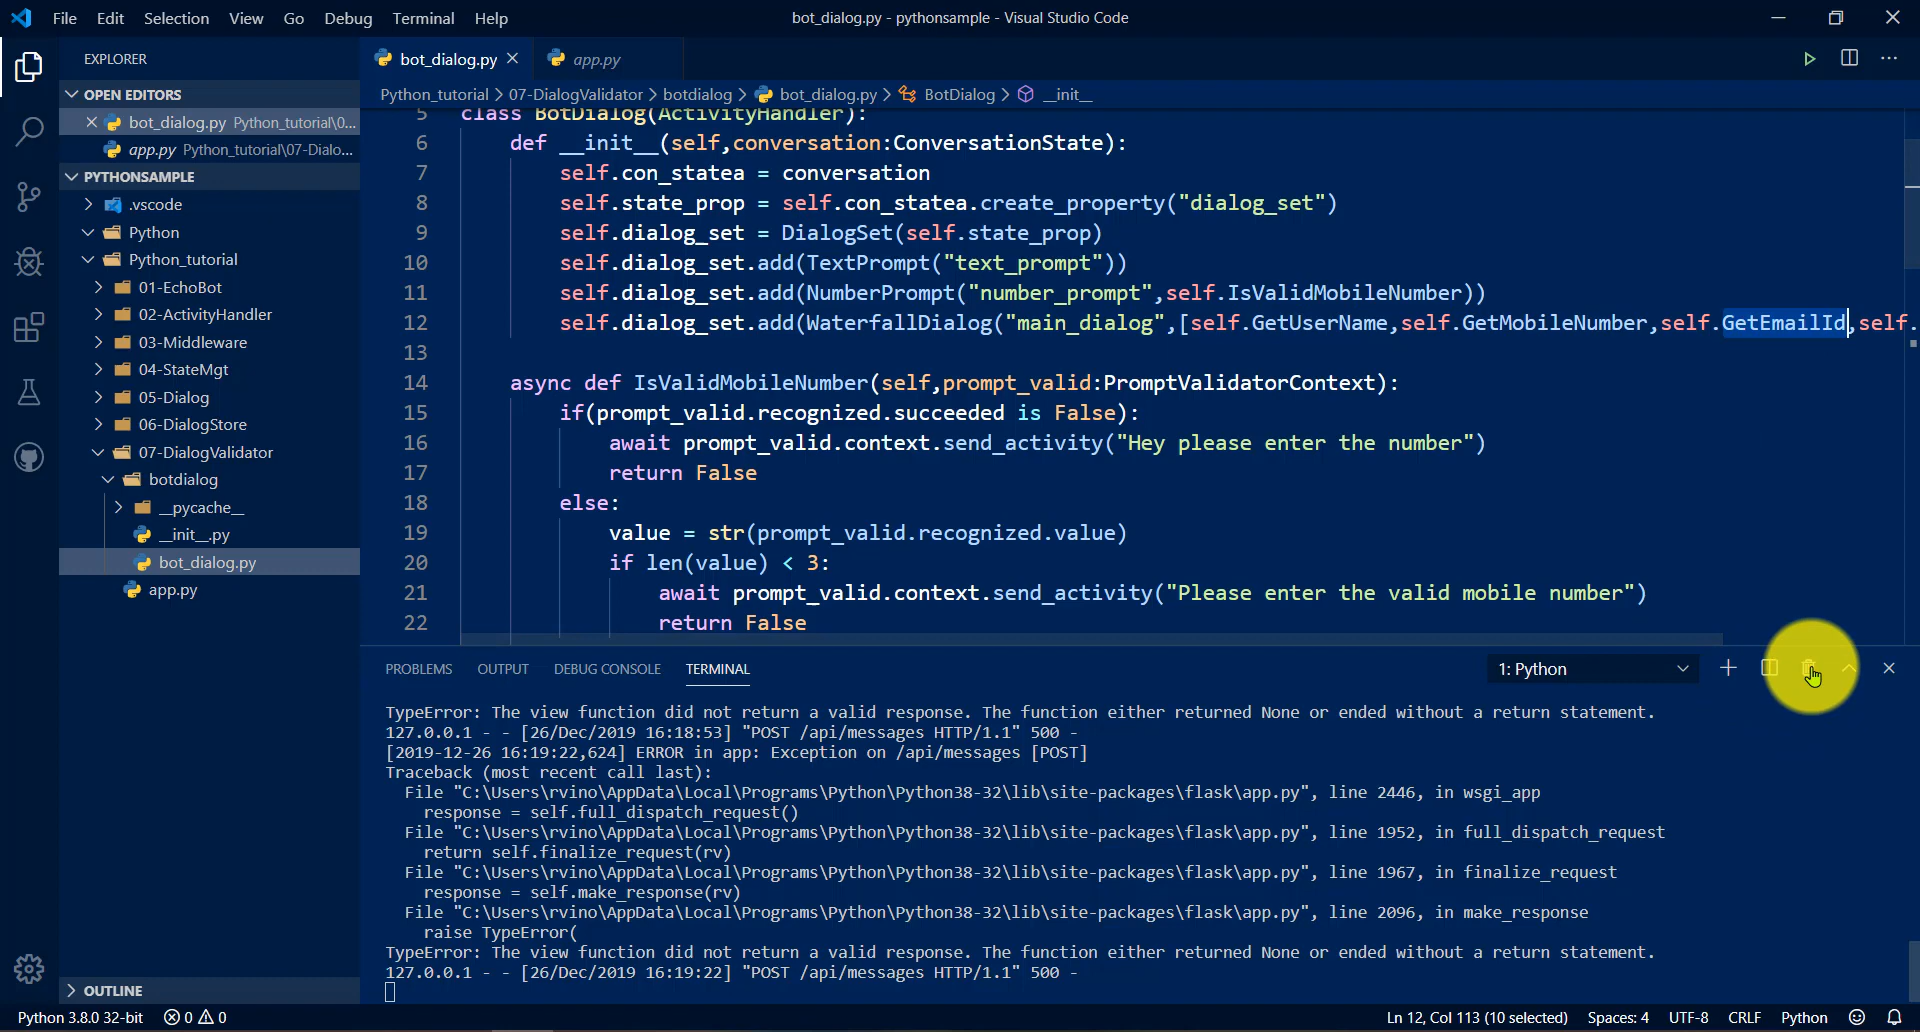 File Edit Selection View Go Debug Terminal Help
bot_dialog.py - pythonsample - Visual Studio Code
EXPLORER
OPEN EDITORS
bot_dialog.py Python_tutorial\0...
app.py Python_tutorial\07-Dialo...
PYTHONSAMPLE
.vscode
Python
Python_tutorial
01-EchoBot
02-ActivityHandler
03-Middleware
04-StateMgt
05-Dialog
06-DialogStore
07-DialogValidator
botdialog
__pycache__
__init__.py
bot_dialog.py
app.py
OUTLINE
bot_dialog.py
app.py
Python_tutorial > 07-DialogValidator > botdialog > bot_dialog.py > BotDialog > __init__
5 class BotDialog(ActivityHandler):
6 def __init__(self,conversation:ConversationState):
7 self.con_statea = conversation
8 self.state_prop = self.con_statea.create_property("dialog_set")
9 self.dialog_set = DialogSet(self.state_prop)
10 self.dialog_set.add(TextPrompt("text_prompt"))
11 self.dialog_set.add(NumberPrompt("number_prompt",self.IsValidMobileNumber))
12 self.dialog_set.add(WaterfallDialog("main_dialog",[self.GetUserName,self.GetMobileNumber,self.GetEmailId,self.
13
14 async def IsValidMobileNumber(self,prompt_valid:PromptValidatorContext):
15 if(prompt_valid.recognized.succeeded is False):
16 await prompt_valid.context.send_activity("Hey please enter the number")
17 return False
18 else:
19 value = str(prompt_valid.recognized.value)
20 if len(value) < 3:
21 await prompt_valid.context.send_activity("Please enter the valid mobile number")
22 return False
PROBLEMS OUTPUT DEBUG CONSOLE TERMINAL
1: Python
TypeError: The view function did not return a valid response. The function either returned None or ended without a return statement.
127.0.0.1 - - [26/Dec/2019 16:18:53] "POST /api/messages HTTP/1.1" 500 -
[2019-12-26 16:19:22,624] ERROR in app: Exception on /api/messages [POST]
Traceback (most recent call last):
File "C:\Users\rvino\AppData\Local\Programs\Python\Python38-32\lib\site-packages\flask\app.py", line 2446, in wsgi_app
response = self.full_dispatch_request()
File "C:\Users\rvino\AppData\Local\Programs\Python\Python38-32\lib\site-packages\flask\app.py", line 1952, in full_dispatch_request
return self.finalize_request(rv)
File "C:\Users\rvino\AppData\Local\Programs\Python\Python38-32\lib\site-packages\flask\app.py", line 1967, in finalize_request
response = self.make_response(rv)
File "C:\Users\rvino\AppData\Local\Programs\Python\Python38-32\lib\site-packages\flask\app.py", line 2096, in make_response
raise TypeError(
TypeError: The view function did not return a valid response. The function either returned None or ended without a return statement.
127.0.0.1 - - [26/Dec/2019 16:19:22] "POST /api/messages HTTP/1.1" 500 -
Python 3.8.0 32-bit 0 0
Ln 12, Col 113 (10 selected) Spaces: 4 UTF-8 CRLF Python